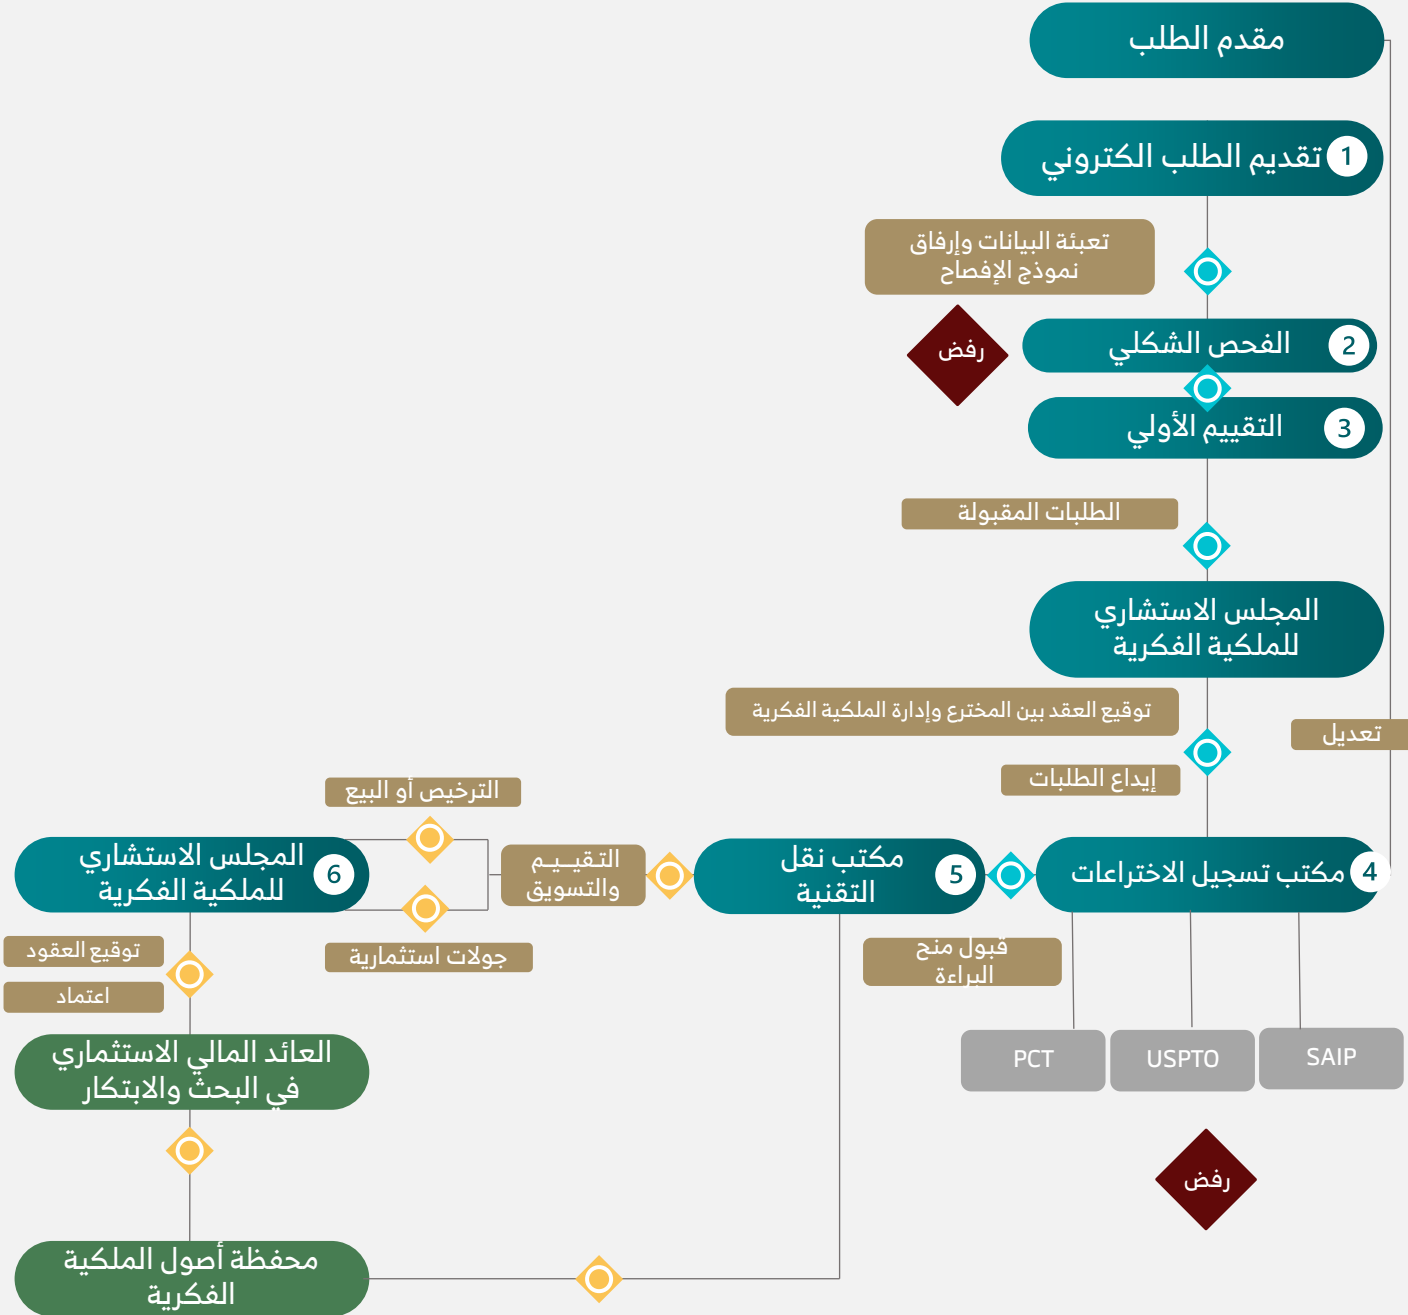 مقدم الطلب
1 تقديم الطلب الكتروني
تعبئة البيانات وإرفاق
نموذج الإفصاح
2 الفحص الشكلي
رفض
3 التقييم الأولي
الطلبات المقبولة
المجلس الاستشاري
للملكية الفكرية
توقيع العقد بين المخترع وإدارة الملكية الفكرية
تعديل
إيداع الطلبات
4 مكتب تسجيل الاختراعات
SAIP
USPTO
PCT
رفض
قبول منح
البراءة
5 مكتب نقل
التقنية
التقييم
والتسويق
الترخيص أو البيع
جولات استثمارية
6 المجلس الاستشاري
للملكية الفكرية
توقيع العقود
اعتماد
العائد المالي الاستثماري
في البحث والابتكار
محفظة أصول الملكية
الفكرية